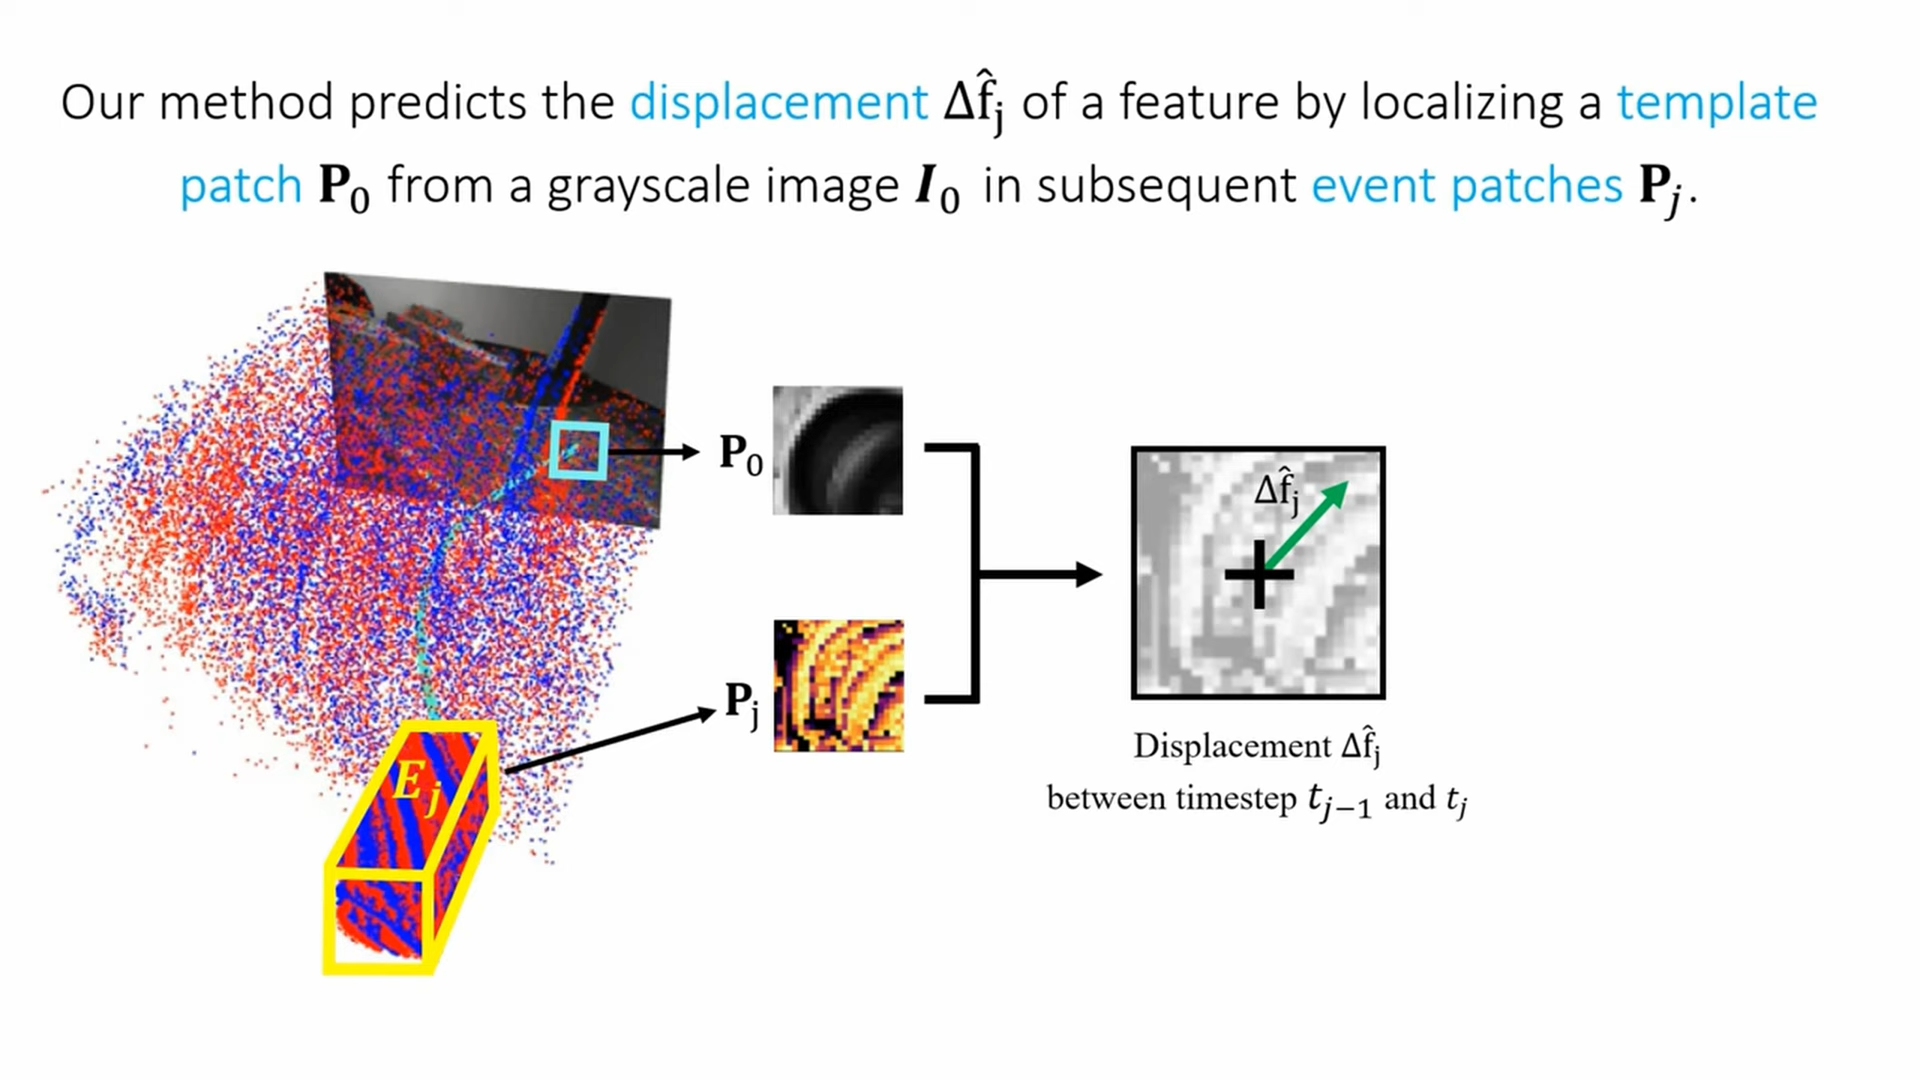 Our method predicts the displacement Δf̂ⱼ of a feature by localizing a template
patch P₀ from a grayscale image I₀ in subsequent event patches Pⱼ.
P₀
Δf̂ⱼ
Pⱼ
Eⱼ
Displacement Δf̂ⱼ
between timestep tⱼ₋₁ and tⱼ